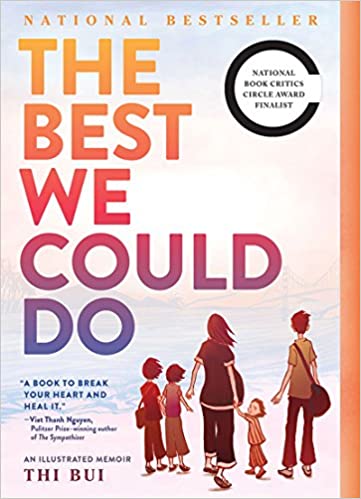 NATIONAL BESTSELLER
THE
BEST
WE
COULD
DO
NATIONAL
BOOK CRITICS
CIRCLE AWARD
FINALIST
"A BOOK TO BREAK
YOUR HEART AND
HEAL IT."
—Viet Thanh Nguyen,
Pulitzer Prize–winning author
of The Sympathizer
AN ILLUSTRATED MEMOIR
THI BUI